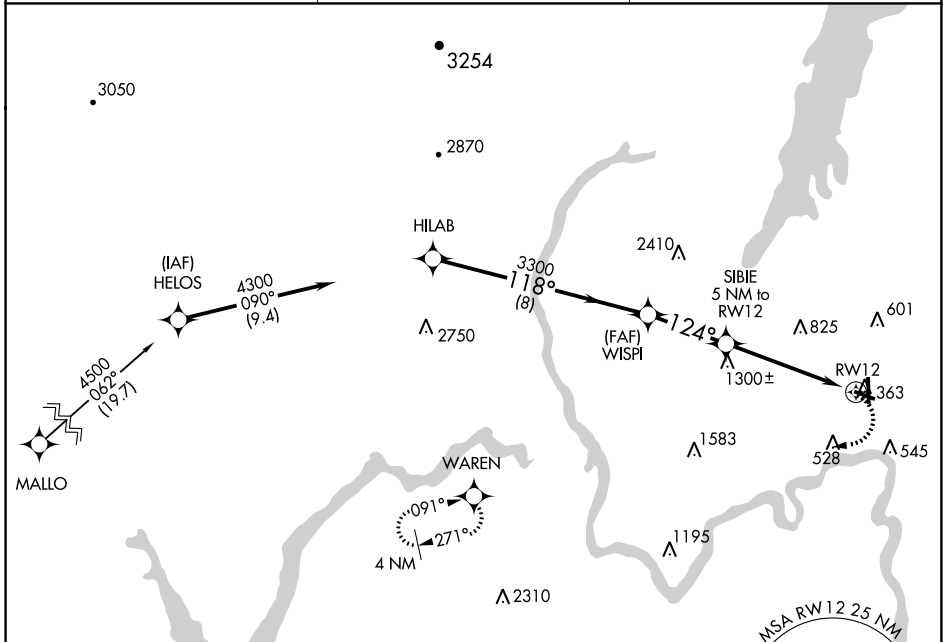 3254
3050
2870
HILAB
(IAF)
HELOS
4300
090°
(9.4)
3300
118°
(8)
2410
SIBIE
5 NM to
RW12
124°
(FAF)
WISPI
825
601
2750
4500
062°
(19.7)
1300±
RW12
363
MALLO
1583
528
545
WAREN
091°
271°
4 NM
1195
2310
MSA RW12 25 NM